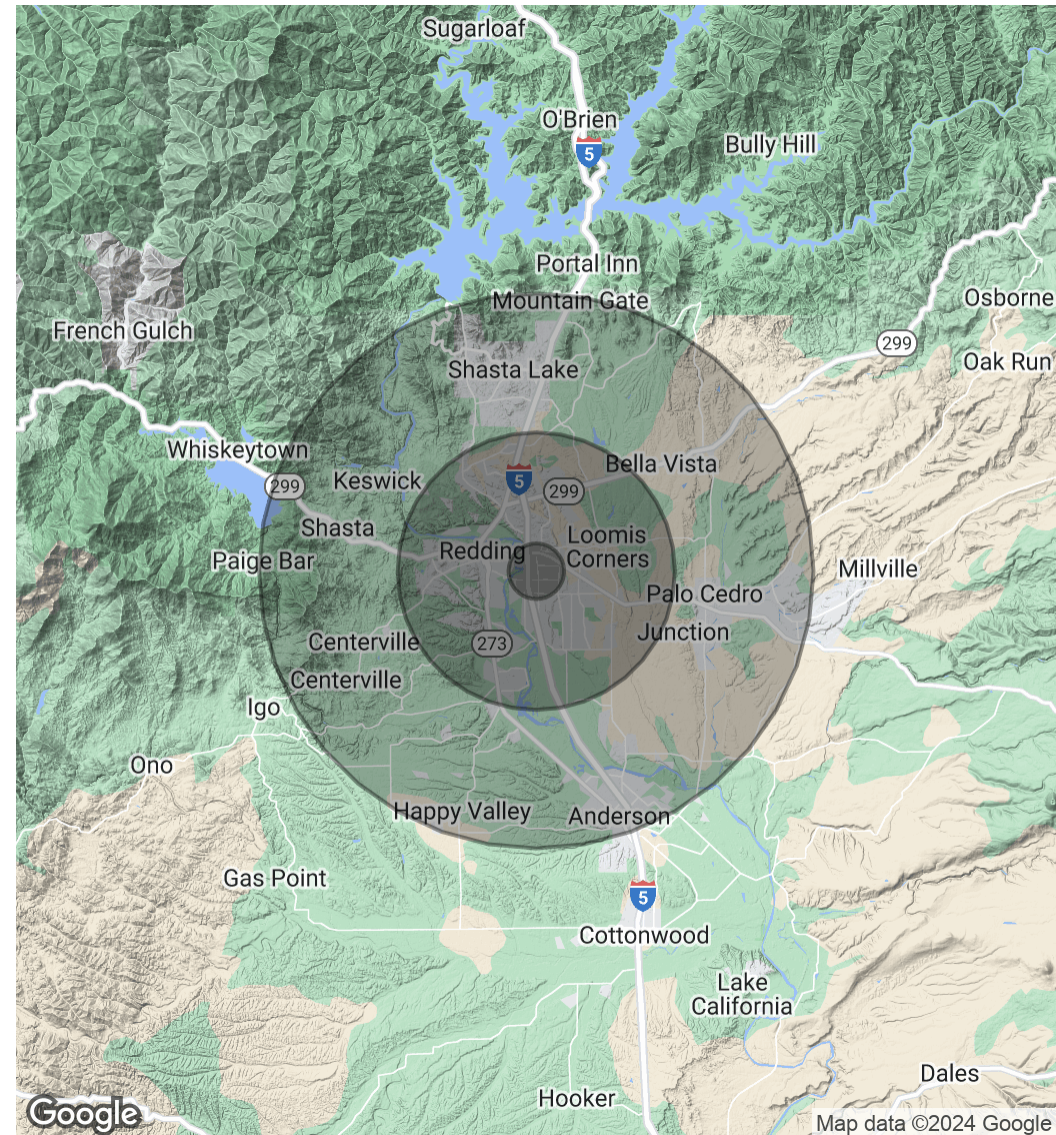 Sugarloaf
O'Brien
5
Bully Hill
Portal Inn
Mountain Gate
Osborne
French Gulch
299
Oak Run
Shasta Lake
Whiskeytown
Bella Vista
Keswick
5
299
299
Shasta
Loomis
Corners
Redding
Paige Bar
Millville
Palo Cedro
Junction
Centerville
273
Centerville
Igo
Ono
Happy Valley
Anderson
Gas Point
5
Cottonwood
Lake
California
Dales
Hooker
Google
Map data ©2024 Google